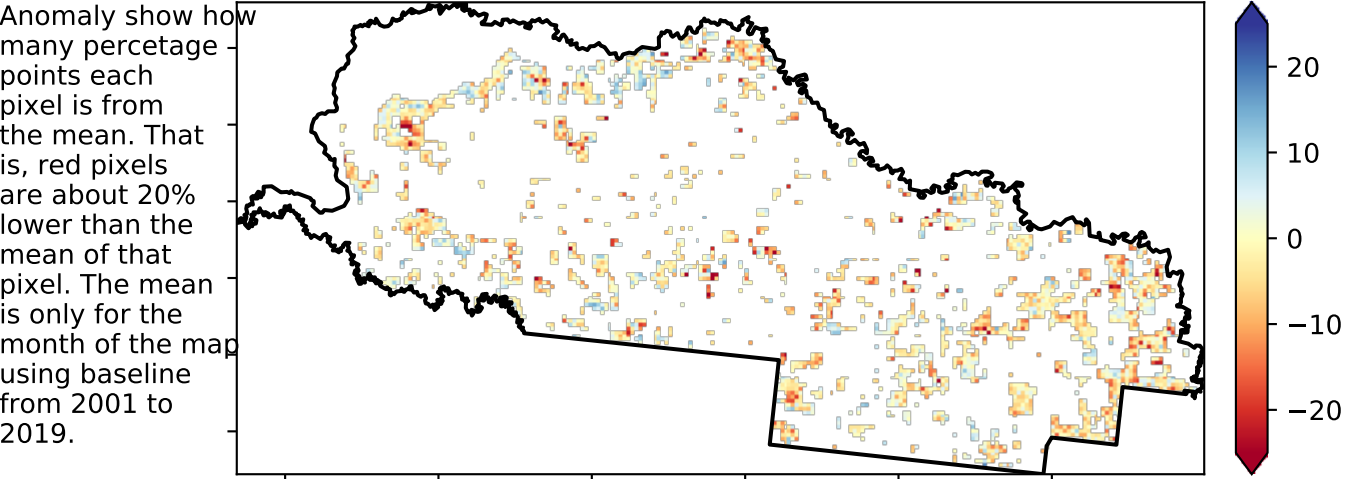 Anomaly show how
many percetage
points each
pixel is from
the mean. That
is, red pixels
are about 20%
lower than the
mean of that
pixel. The mean
is only for the
month of the map
using baseline
from 2001 to
2019.
20
10
0
−10
−20